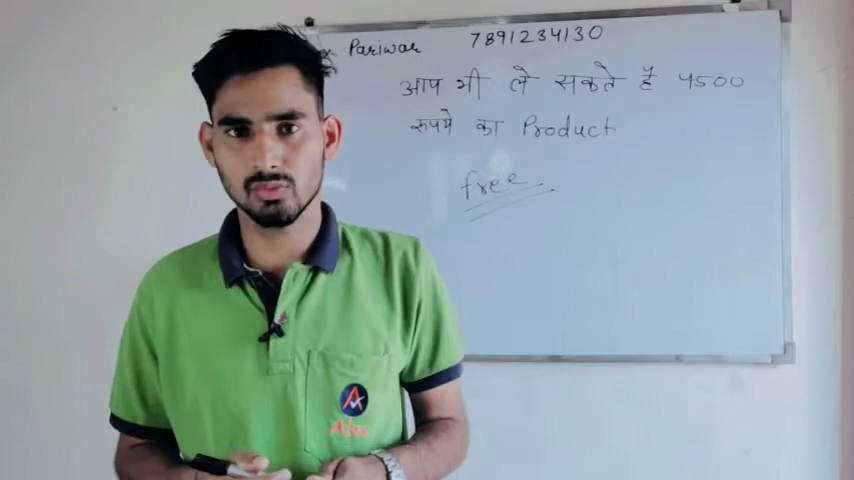 Pariwar 7891234130
आप भी ले सकते हैं 4500
रुपये का Product
free